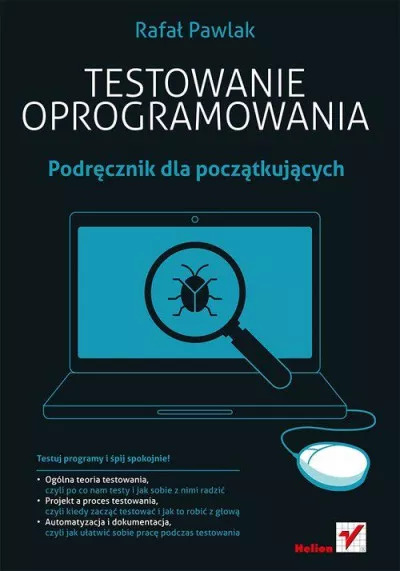 Rafał Pawlak
TESTOWANIE
OPROGRAMOWANIA
Podręcznik dla początkujących
Testuj programy i śpij spokojnie!
• Ogólna teoria testowania,
czyli po co nam testy i jak sobie z nimi radzić
• Projekt a proces testowania,
czyli kiedy zacząć testować i jak to robić z głową
• Automatyzacja i dokumentacja,
czyli jak ułatwić sobie pracę podczas testowania
Helion